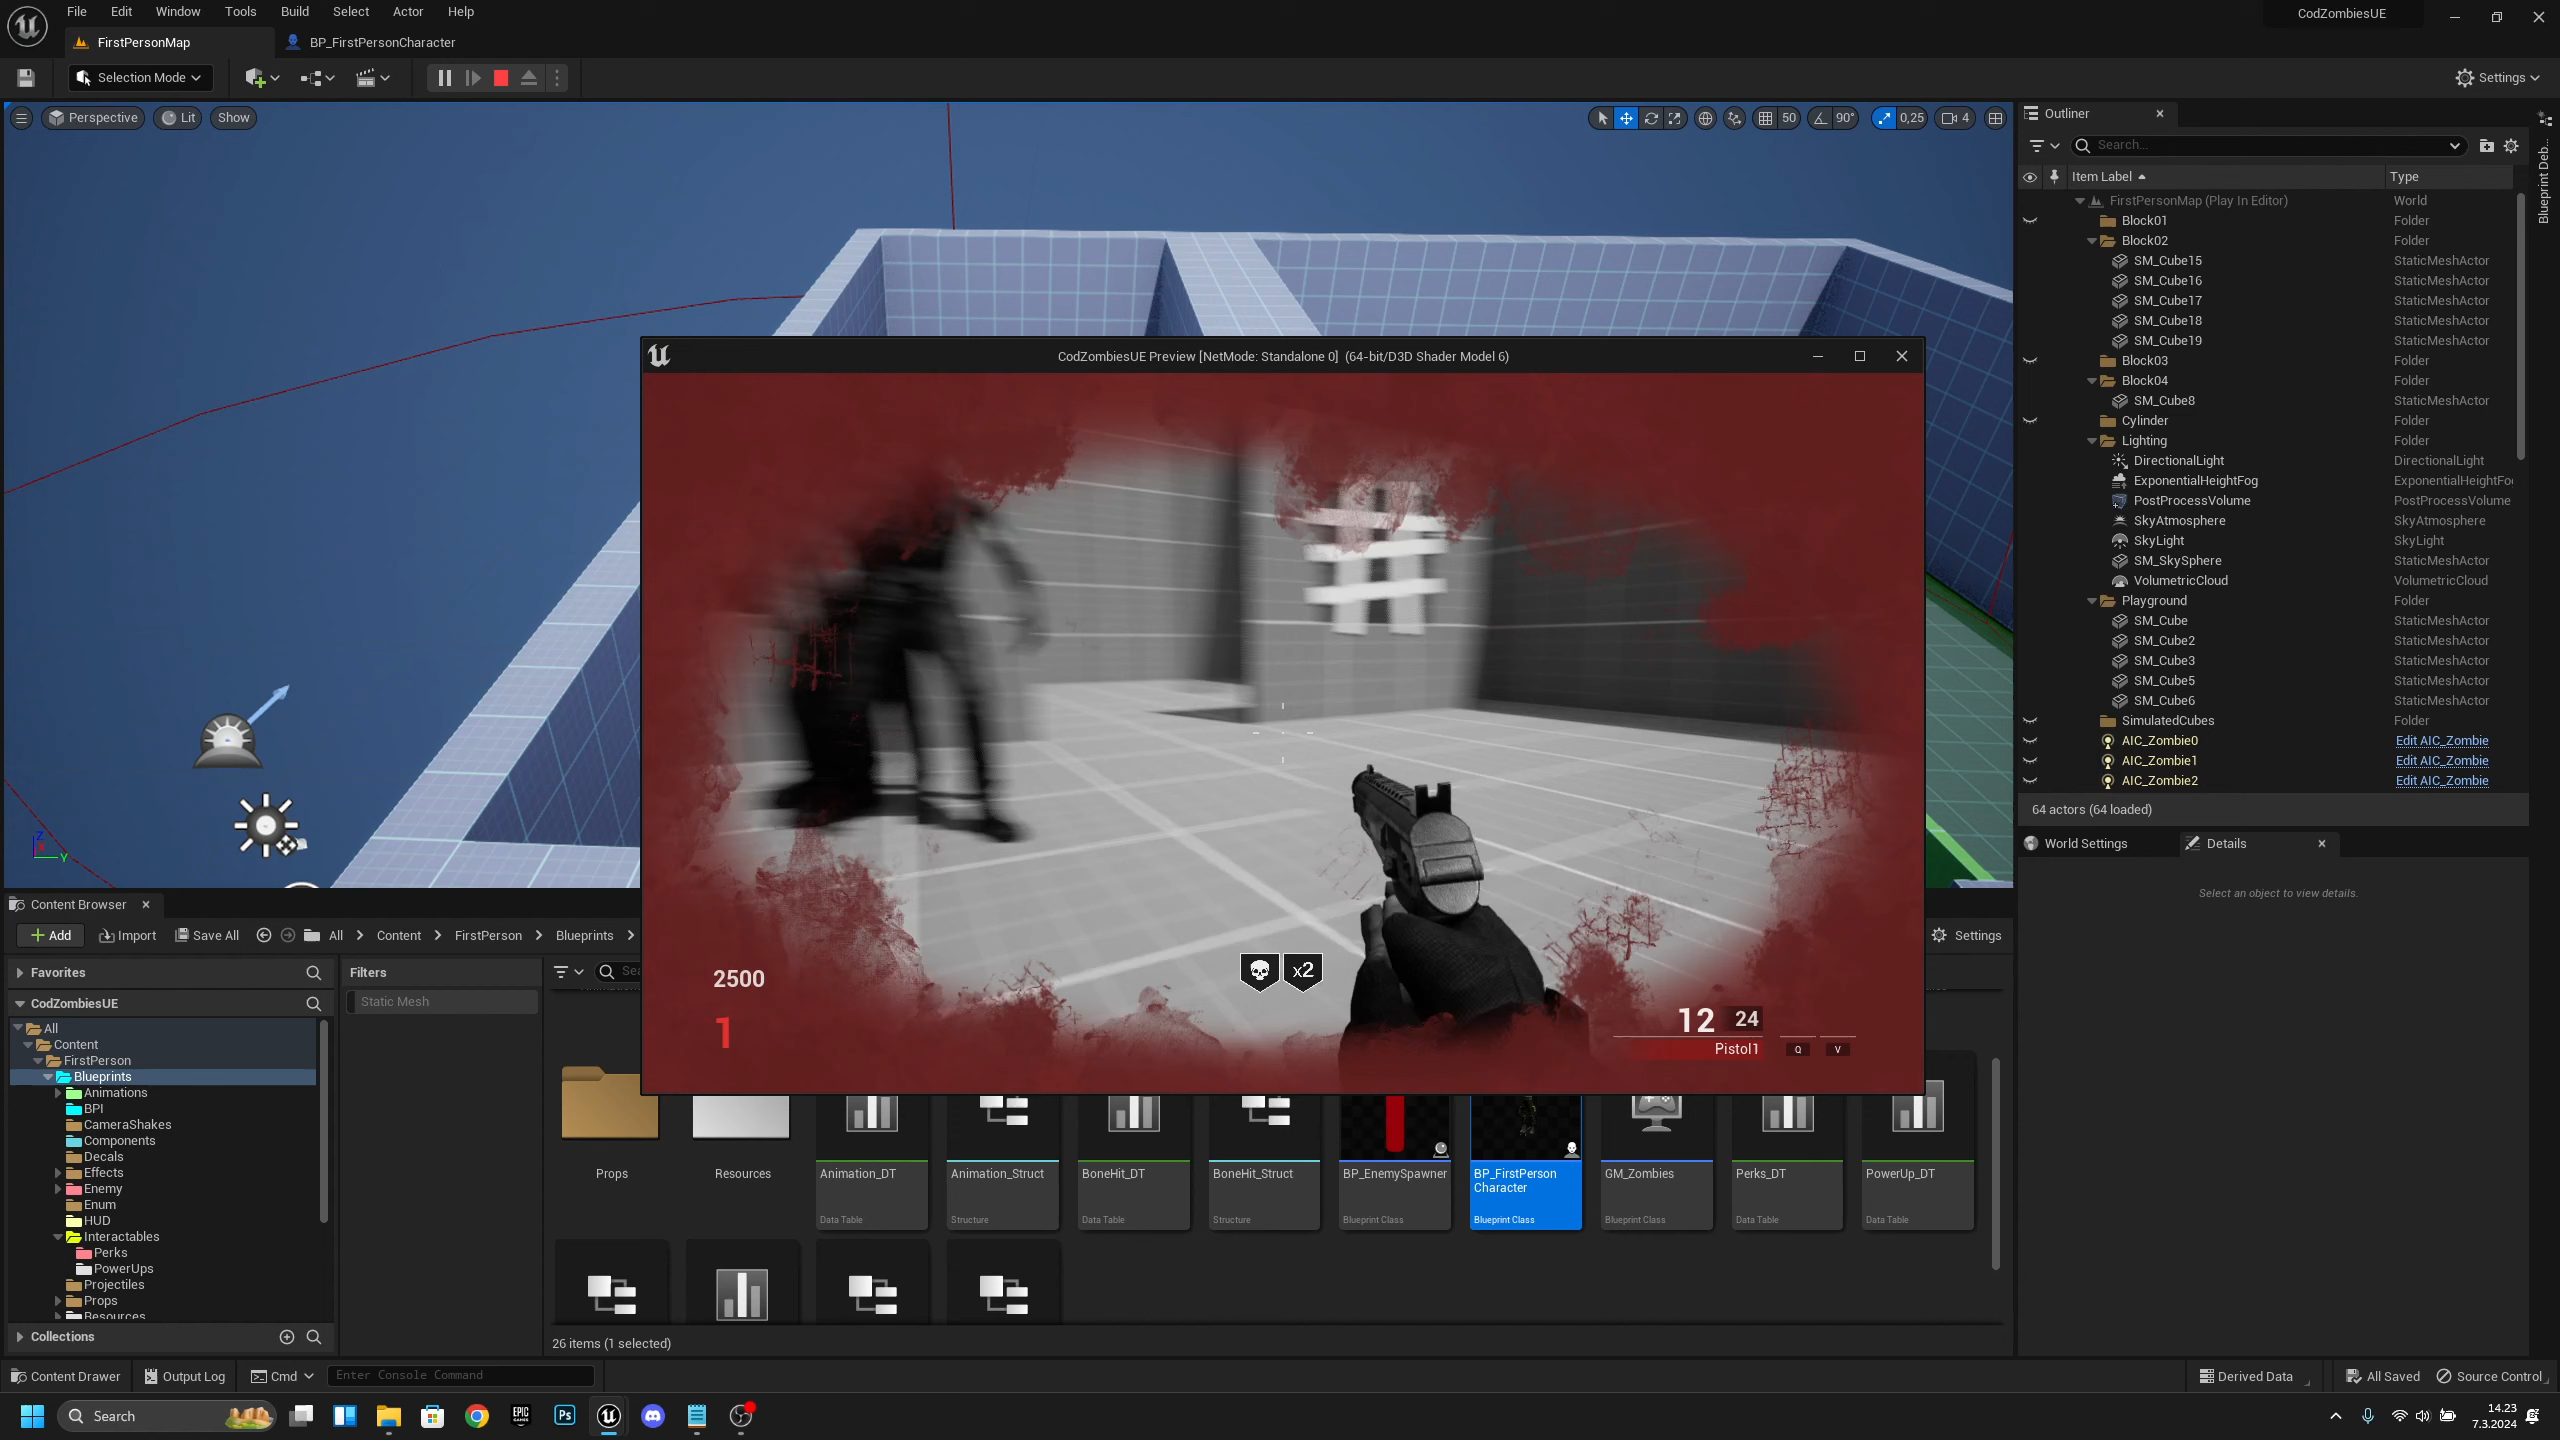 File Edit Window Tools Build Select Actor Help
CodZombiesUE
FirstPersonMap
BP_FirstPersonCharacter
Selection Mode
Settings
Perspective
Lit
Show
50
90°
0,25
4
Outliner
Search...
Item Label
Type
FirstPersonMap (Play In Editor) World
Block01 Folder
Block02 Folder
SM_Cube15 StaticMeshActor
SM_Cube16 StaticMeshActor
SM_Cube17 StaticMeshActor
SM_Cube18 StaticMeshActor
SM_Cube19 StaticMeshActor
Block03 Folder
Block04 Folder
SM_Cube8 StaticMeshActor
Cylinder Folder
Lighting Folder
DirectionalLight DirectionalLight
ExponentialHeightFog ExponentialHeightFo
PostProcessVolume PostProcessVolume
SkyAtmosphere SkyAtmosphere
SkyLight SkyLight
SM_SkySphere StaticMeshActor
VolumetricCloud VolumetricCloud
Playground Folder
SM_Cube StaticMeshActor
SM_Cube2 StaticMeshActor
SM_Cube3 StaticMeshActor
SM_Cube5 StaticMeshActor
SM_Cube6 StaticMeshActor
SimulatedCubes Folder
AIC_Zombie0 Edit AIC_Zombie
AIC_Zombie1 Edit AIC_Zombie
AIC_Zombie2 Edit AIC_Zombie
64 actors (64 loaded)
Blueprint Deb...
World Settings
Details
Select an object to view details.
CodZombiesUE Preview [NetMode: Standalone 0] (64-bit/D3D Shader Model 6)
2500
1
x2
12 24
Pistol1
Q V
Z
Y
Content Browser
Add
Import
Save All
All
Content
FirstPerson
Blueprints
Settings
Favorites
CodZombiesUE
All
Content
FirstPerson
Blueprints
Animations
BPI
CameraShakes
Components
Decals
Effects
Enemy
Enum
HUD
Interactables
Perks
PowerUps
Projectiles
Props
Resources
Collections
Filters
Static Mesh
Sea
Props
Resources
Animation_DT
Data Table
Animation_Struct
Structure
BoneHit_DT
Data Table
BoneHit_Struct
Structure
BP_EnemySpawner
Blueprint Class
BP_FirstPerson
Character
Blueprint Class
GM_Zombies
Blueprint Class
Perks_DT
Data Table
PowerUp_DT
Data Table
26 items (1 selected)
Content Drawer
Output Log
Cmd
Enter Console Command
Derived Data
All Saved
Source Control
Search
EPIC GAMES
Ps
14.23
7.3.2024